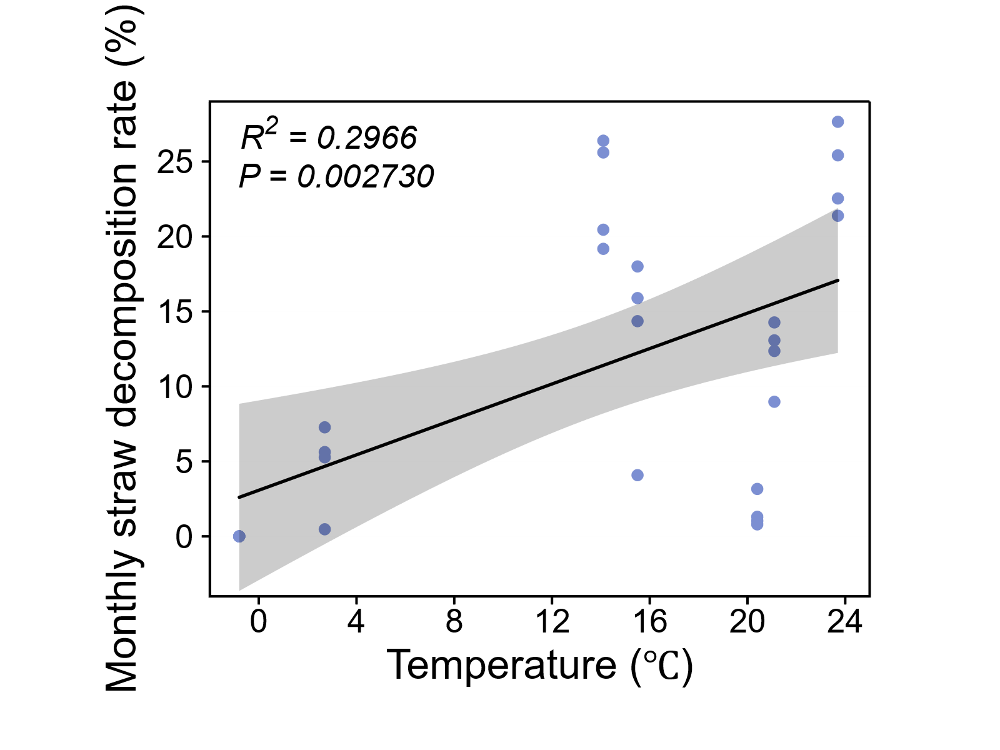 Monthly straw decomposition rate (%)
R² = 0.2966
P = 0.002730
25
20
15
10
5
0
0 4 8 12 16 20 24
Temperature (℃)